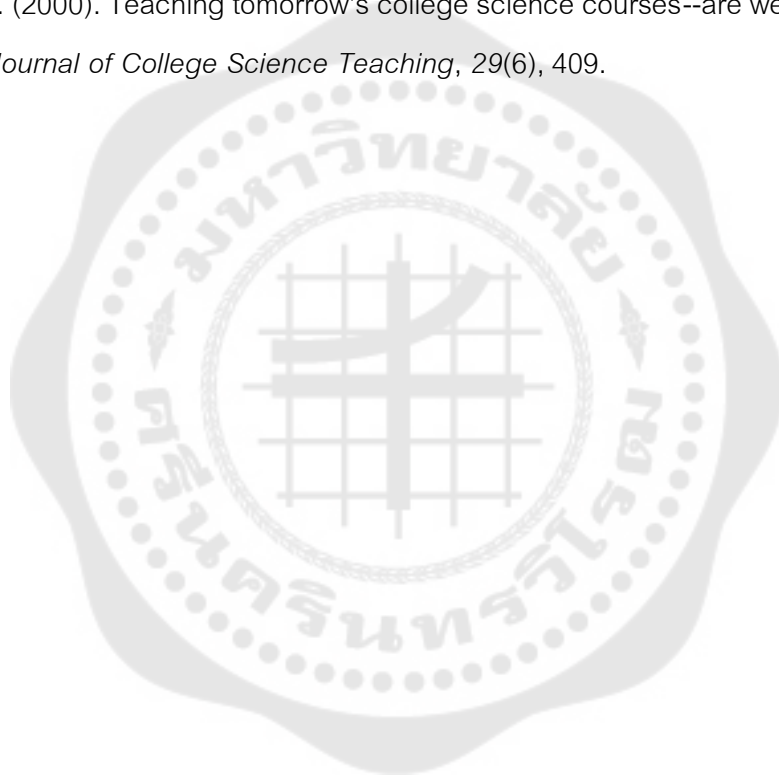 . (2000). Teaching tomorrow's college science courses--are we
Journal of College Science Teaching, 29(6), 409.
มหาวิทยาลัย
ศรีนครินทรวิโรฒ